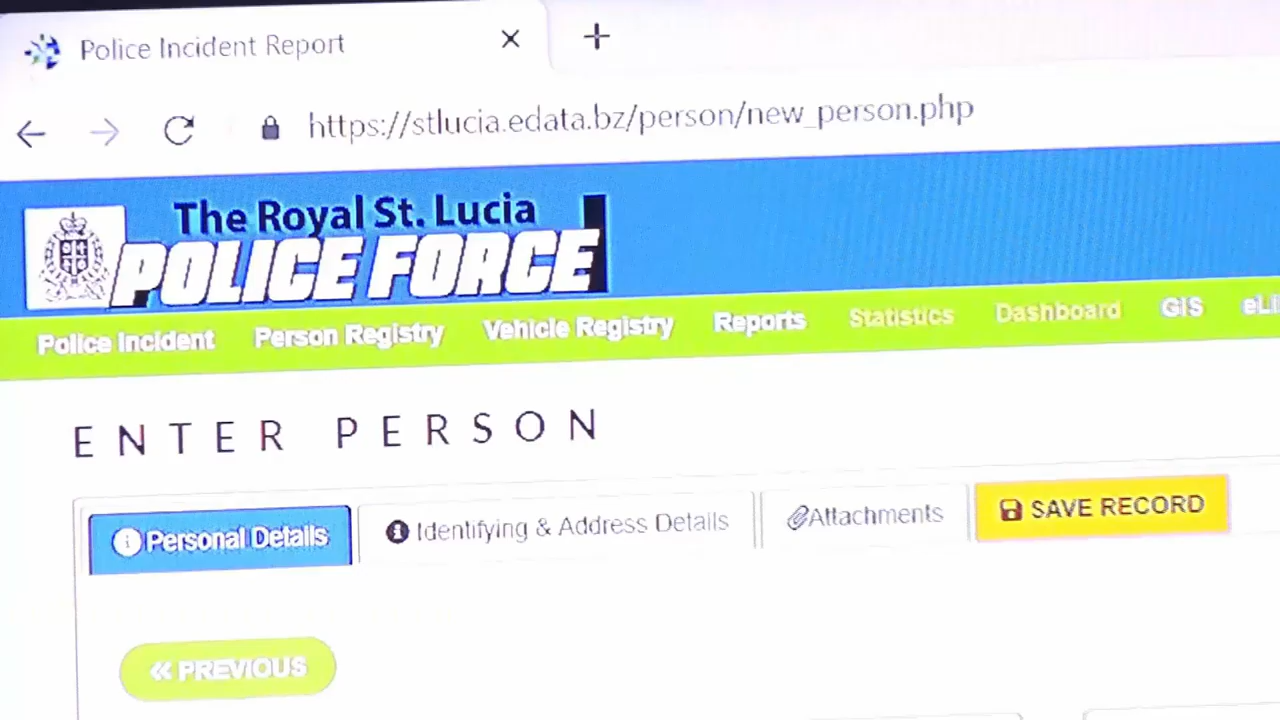 Police Incident Report
https://stlucia.edata.bz/person/new_person.php
The Royal St. Lucia
POLICE FORCE
Police Incident Person Registry Vehicle Registry Reports Statistics Dashboard GIS eLi
ENTER PERSON
Personal Details Identifying & Address Details Attachments SAVE RECORD
« PREVIOUS